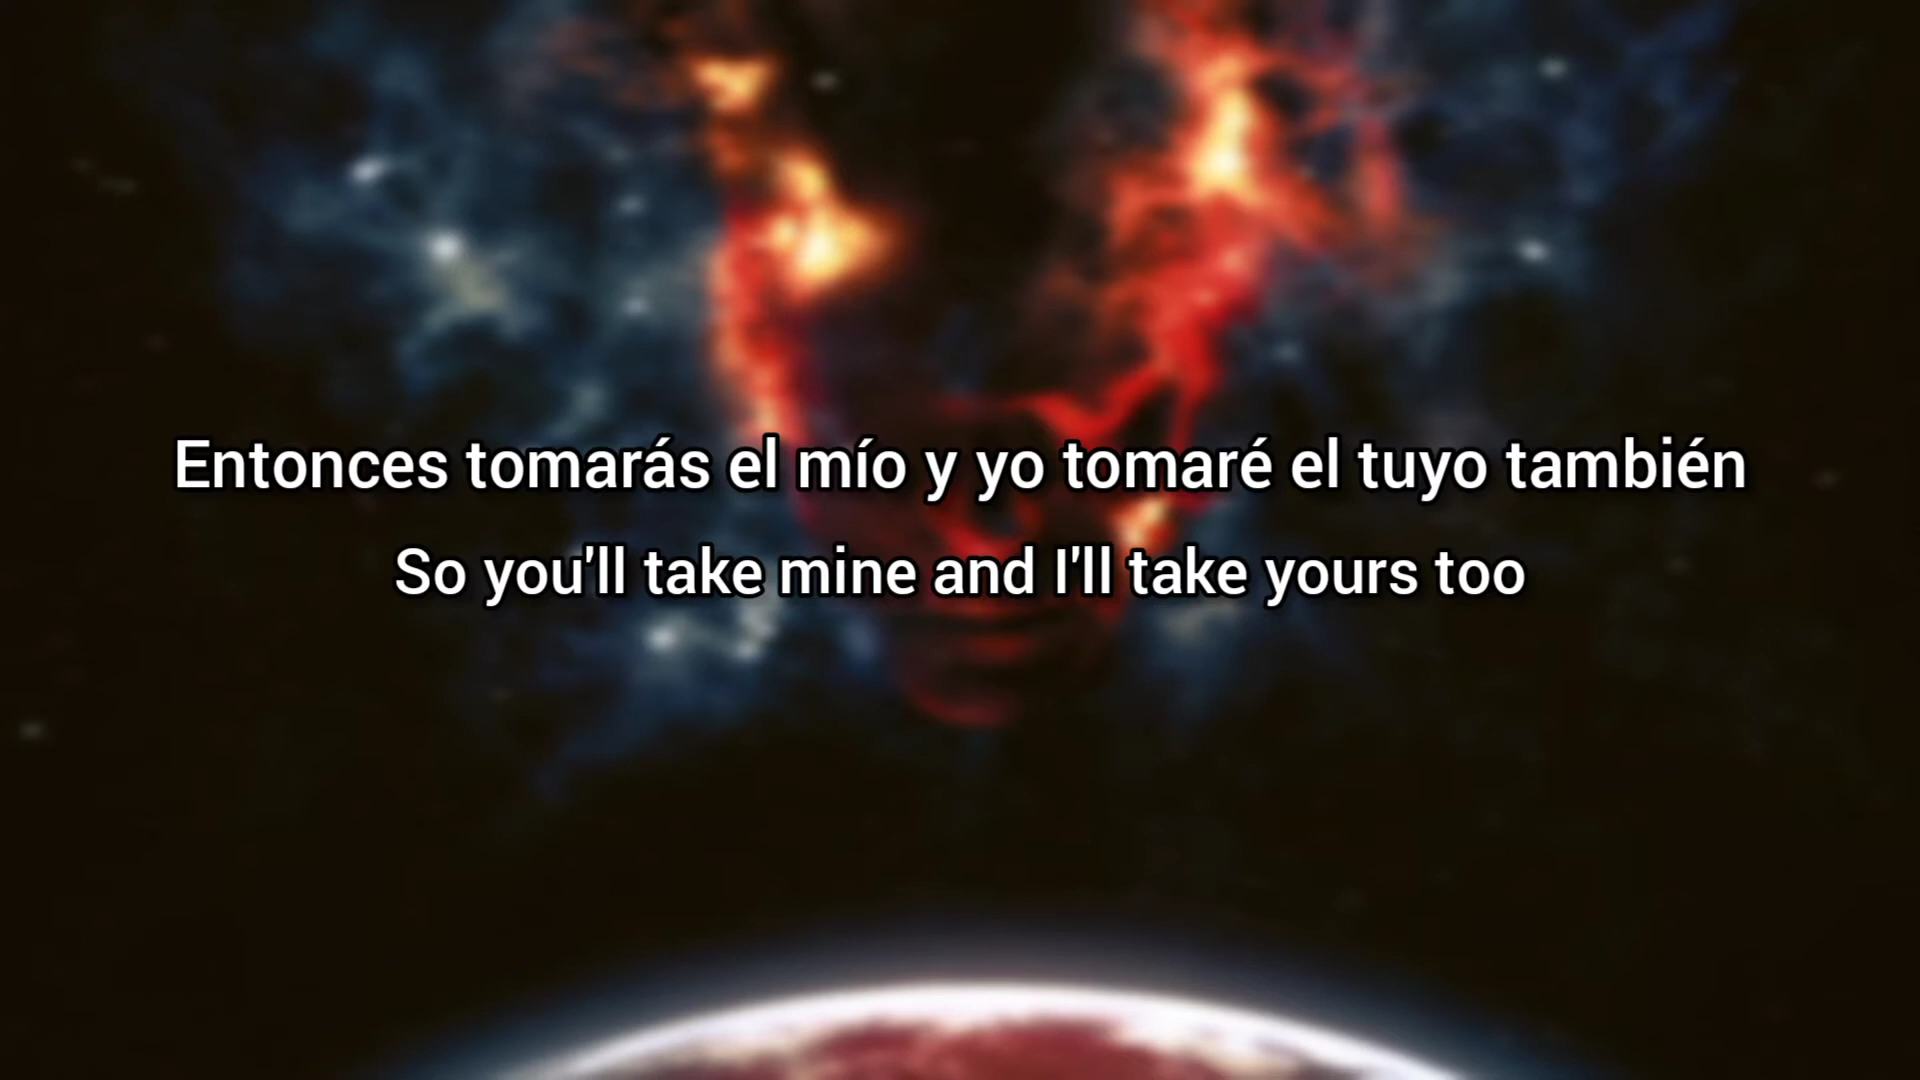 Entonces tomarás el mío y yo tomaré el tuyo también
So you'll take mine and I'll take yours too